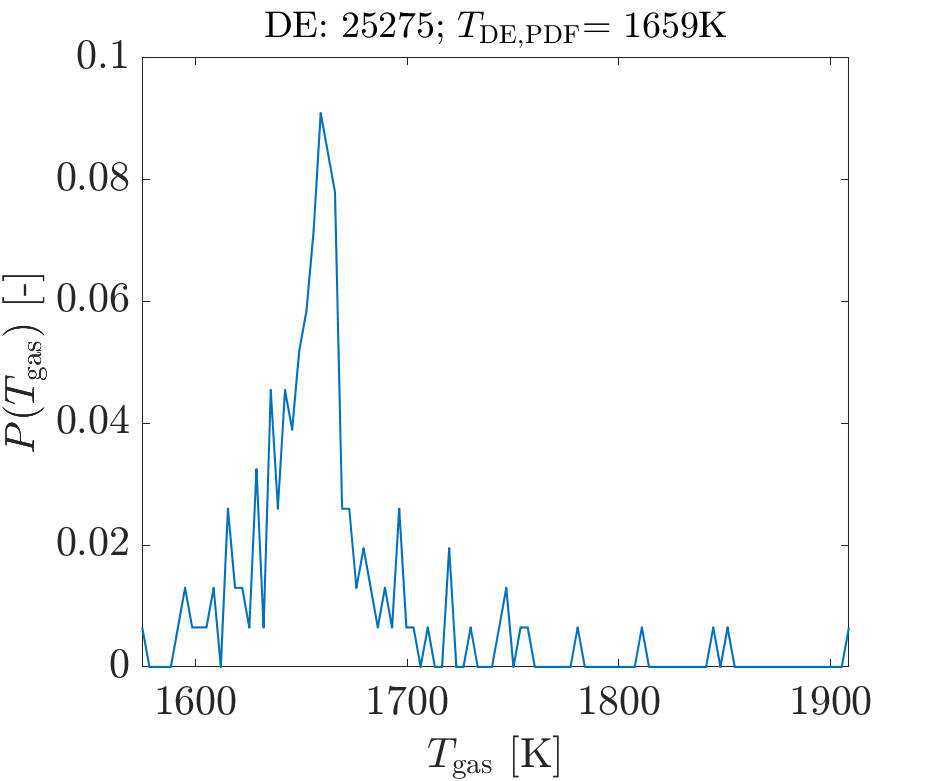 DE: 25275; T_DE,PDF= 1659K
0.1
0.08
0.06
0.04
0.02
0
P(T_gas) [-]
1600 1700 1800 1900
T_gas [K]